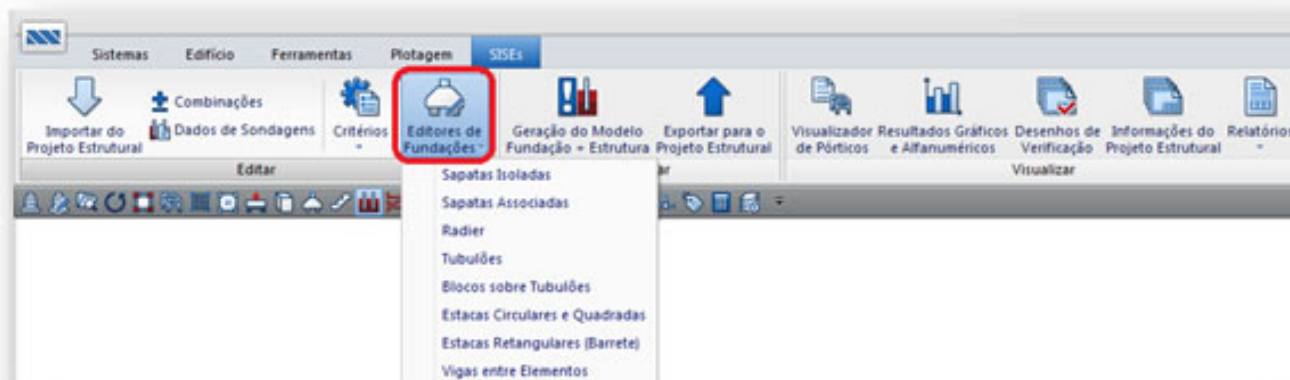 Sistemas Edifício Ferramentas Plotagem SISEs
Importar do
Projeto Estrutural
Combinações
Dados de Sondagens
Critérios
Editores de
Fundações
Geração do Modelo
Fundação + Estrutura
Exportar para o
Projeto Estrutural
Visualizador
de Pórticos
Resultados Gráficos
e Alfanuméricos
Desenhos de
Verificação
Informações do
Projeto Estrutural
Relatórios
Editar
ar
Visualizar
Sapatas Isoladas
Sapatas Associadas
Radier
Tubulões
Blocos sobre Tubulões
Estacas Circulares e Quadradas
Estacas Retangulares (Barrete)
Vigas entre Elementos